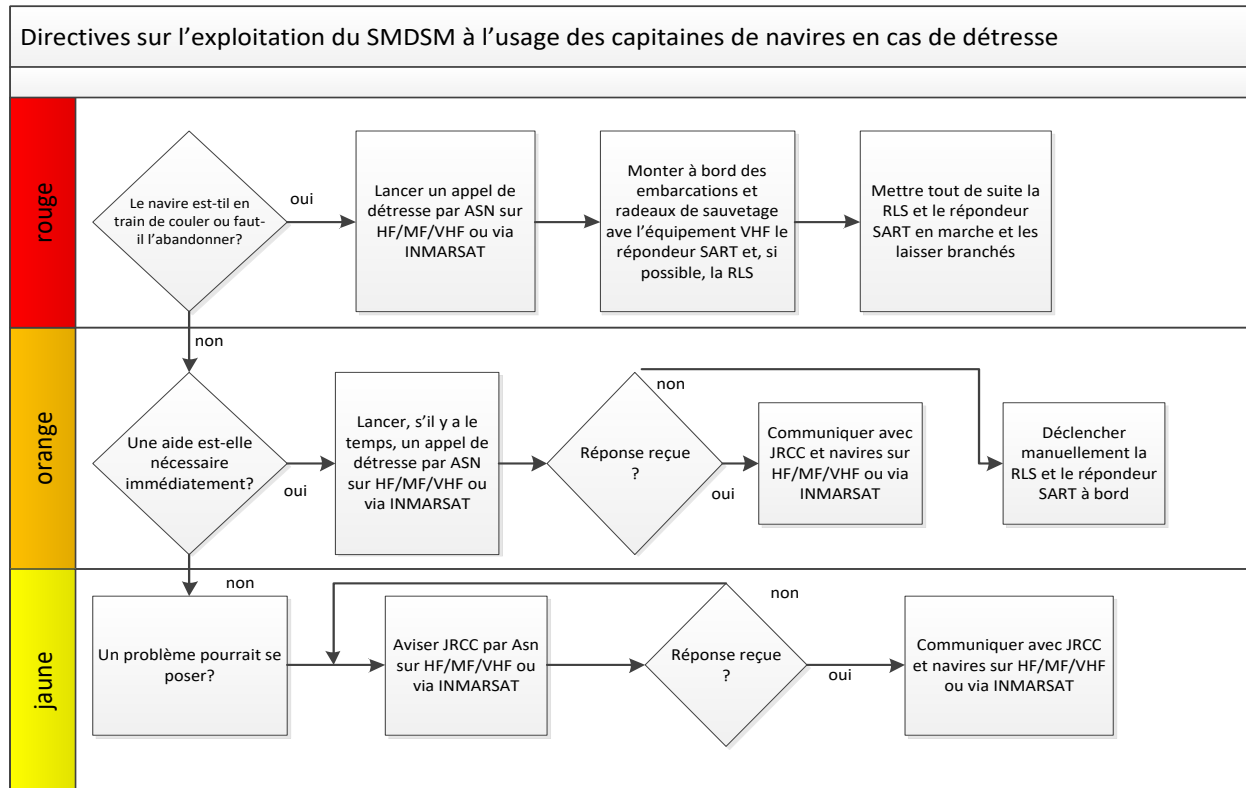 Directives sur l'exploitation du SMDSM à l'usage des capitaines de navires en cas de détresse
rouge
Le navire est-til en
train de couler ou faut-
il l'abandonner?
oui
Lancer un appel de
détresse par ASN sur
HF/MF/VHF ou via
INMARSAT
Monter à bord des
embarcations et
radeaux de sauvetage
ave l'équipement VHF le
répondeur SART et, si
possible, la RLS
Mettre tout de suite la
RLS et le répondeur
SART en marche et les
laisser branchés
non
orange
Une aide est-elle
nécessaire
immédiatement?
oui
Lancer, s'il y a le
temps, un appel de
détresse par ASN
sur HF/MF/VHF ou
via INMARSAT
Réponse reçue
?
non
oui
Communiquer avec
JRCC et navires sur
HF/MF/VHF ou via
INMARSAT
Déclencher
manuellement la
RLS et le répondeur
SART à bord
non
jaune
Un problème pourrait se
poser?
Aviser JRCC par Asn
sur HF/MF/VHF ou
via INMARSAT
Réponse reçue
?
non
oui
Communiquer avec JRCC
et navires sur HF/MF/VHF
ou via INMARSAT